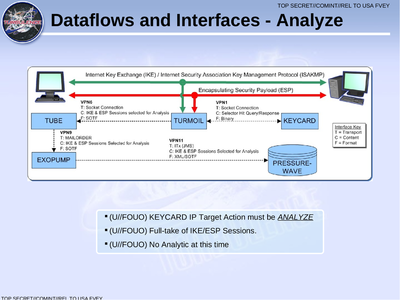 TOP SECRET//COMINT//REL TO USA FVEY
Dataflows and Interfaces - Analyze
Internet Key Exchange (IKE) / Internet Security Association Key Management Protocol (ISAKMP)
Encapsulating Security Payload (ESP)
VPN6
T: Socket Connection
C: IKE & ESP Sessions selected for Analysis
F: SOTF
VPN1
T: Socket Connection
C: Selector Hit Query/Response
F: Binary
TUBE
TURMOIL
KEYCARD
Interface Key
T = Transport
C = Content
F = Format
T: MAILORDER
C: IKE & ESP Sessions Selected for Analysis
F: SOTF
VPN11
C: IKE & ESP Sessions Selected for Analysis
F: XML/SOTF
EXOPUMP
PRESSURE-
WAVE
• (U//FOUO) KEYCARD IP Target Action must be ANALYZE
• (U//FOUO) Full-take of IKE/ESP Sessions.
• (U//FOUO) No Analytic at this time
TOP SECRET//COMINT//REL TO USA FVEY